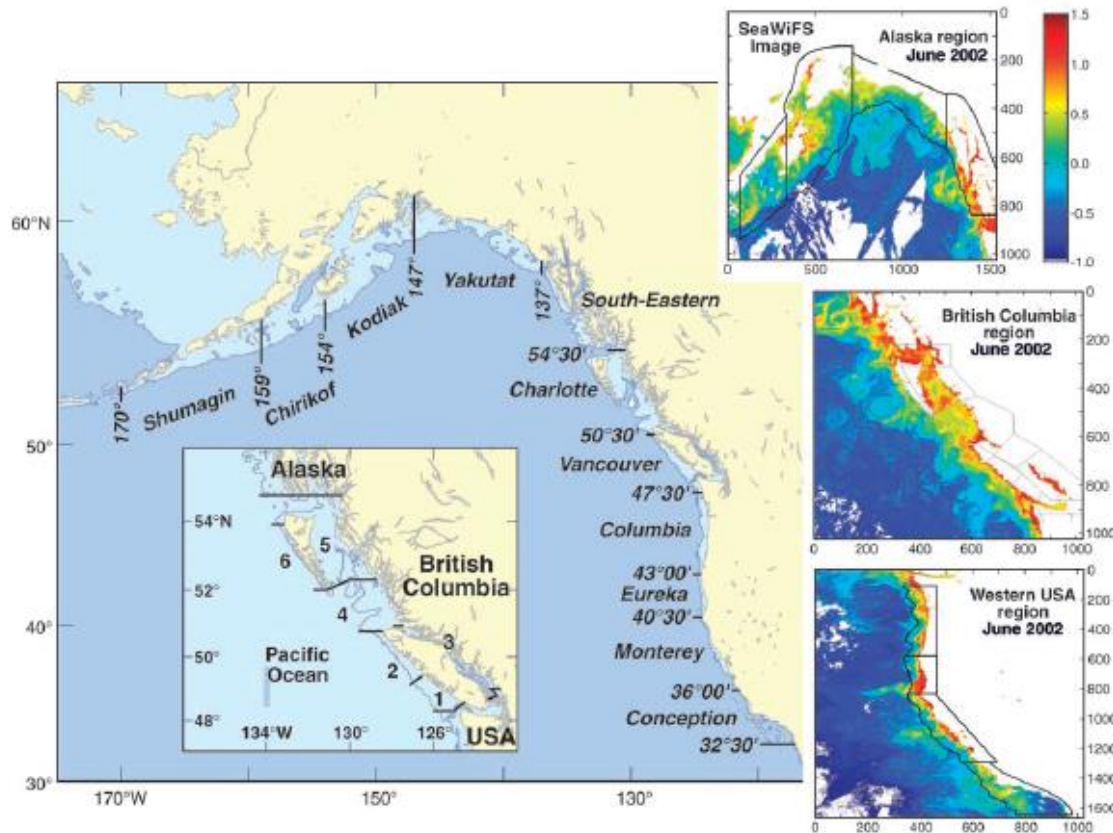 60°N
50°
40°
30°
170°W
150°
130°
170°
Shumagin
159°
Chirikof
154°
Kodiak
147°
Yakutat
137°
South-Eastern
54°30'
Charlotte
50°30'
Vancouver
47°30'
Columbia
43°00'
Eureka
40°30'
Monterey
36°00'
Conception
32°30'
Alaska
54°N
52°
50°
48°
6
5
British
Columbia
4
3
2
1
Pacific
Ocean
134°W
130°
126°
USA
SeaWiFS
Image
Alaska region
June 2002
0
200
400
600
800
1000
0
500
1000
1500
1.5
1.0
0.5
0.0
-0.5
-1.0
British Columbia
region
June 2002
0
200
400
600
800
1000
0
200
400
600
800
1000
Western USA
region
June 2002
0
200
400
600
800
1000
1200
1400
1600
0
200
400
600
800
1000